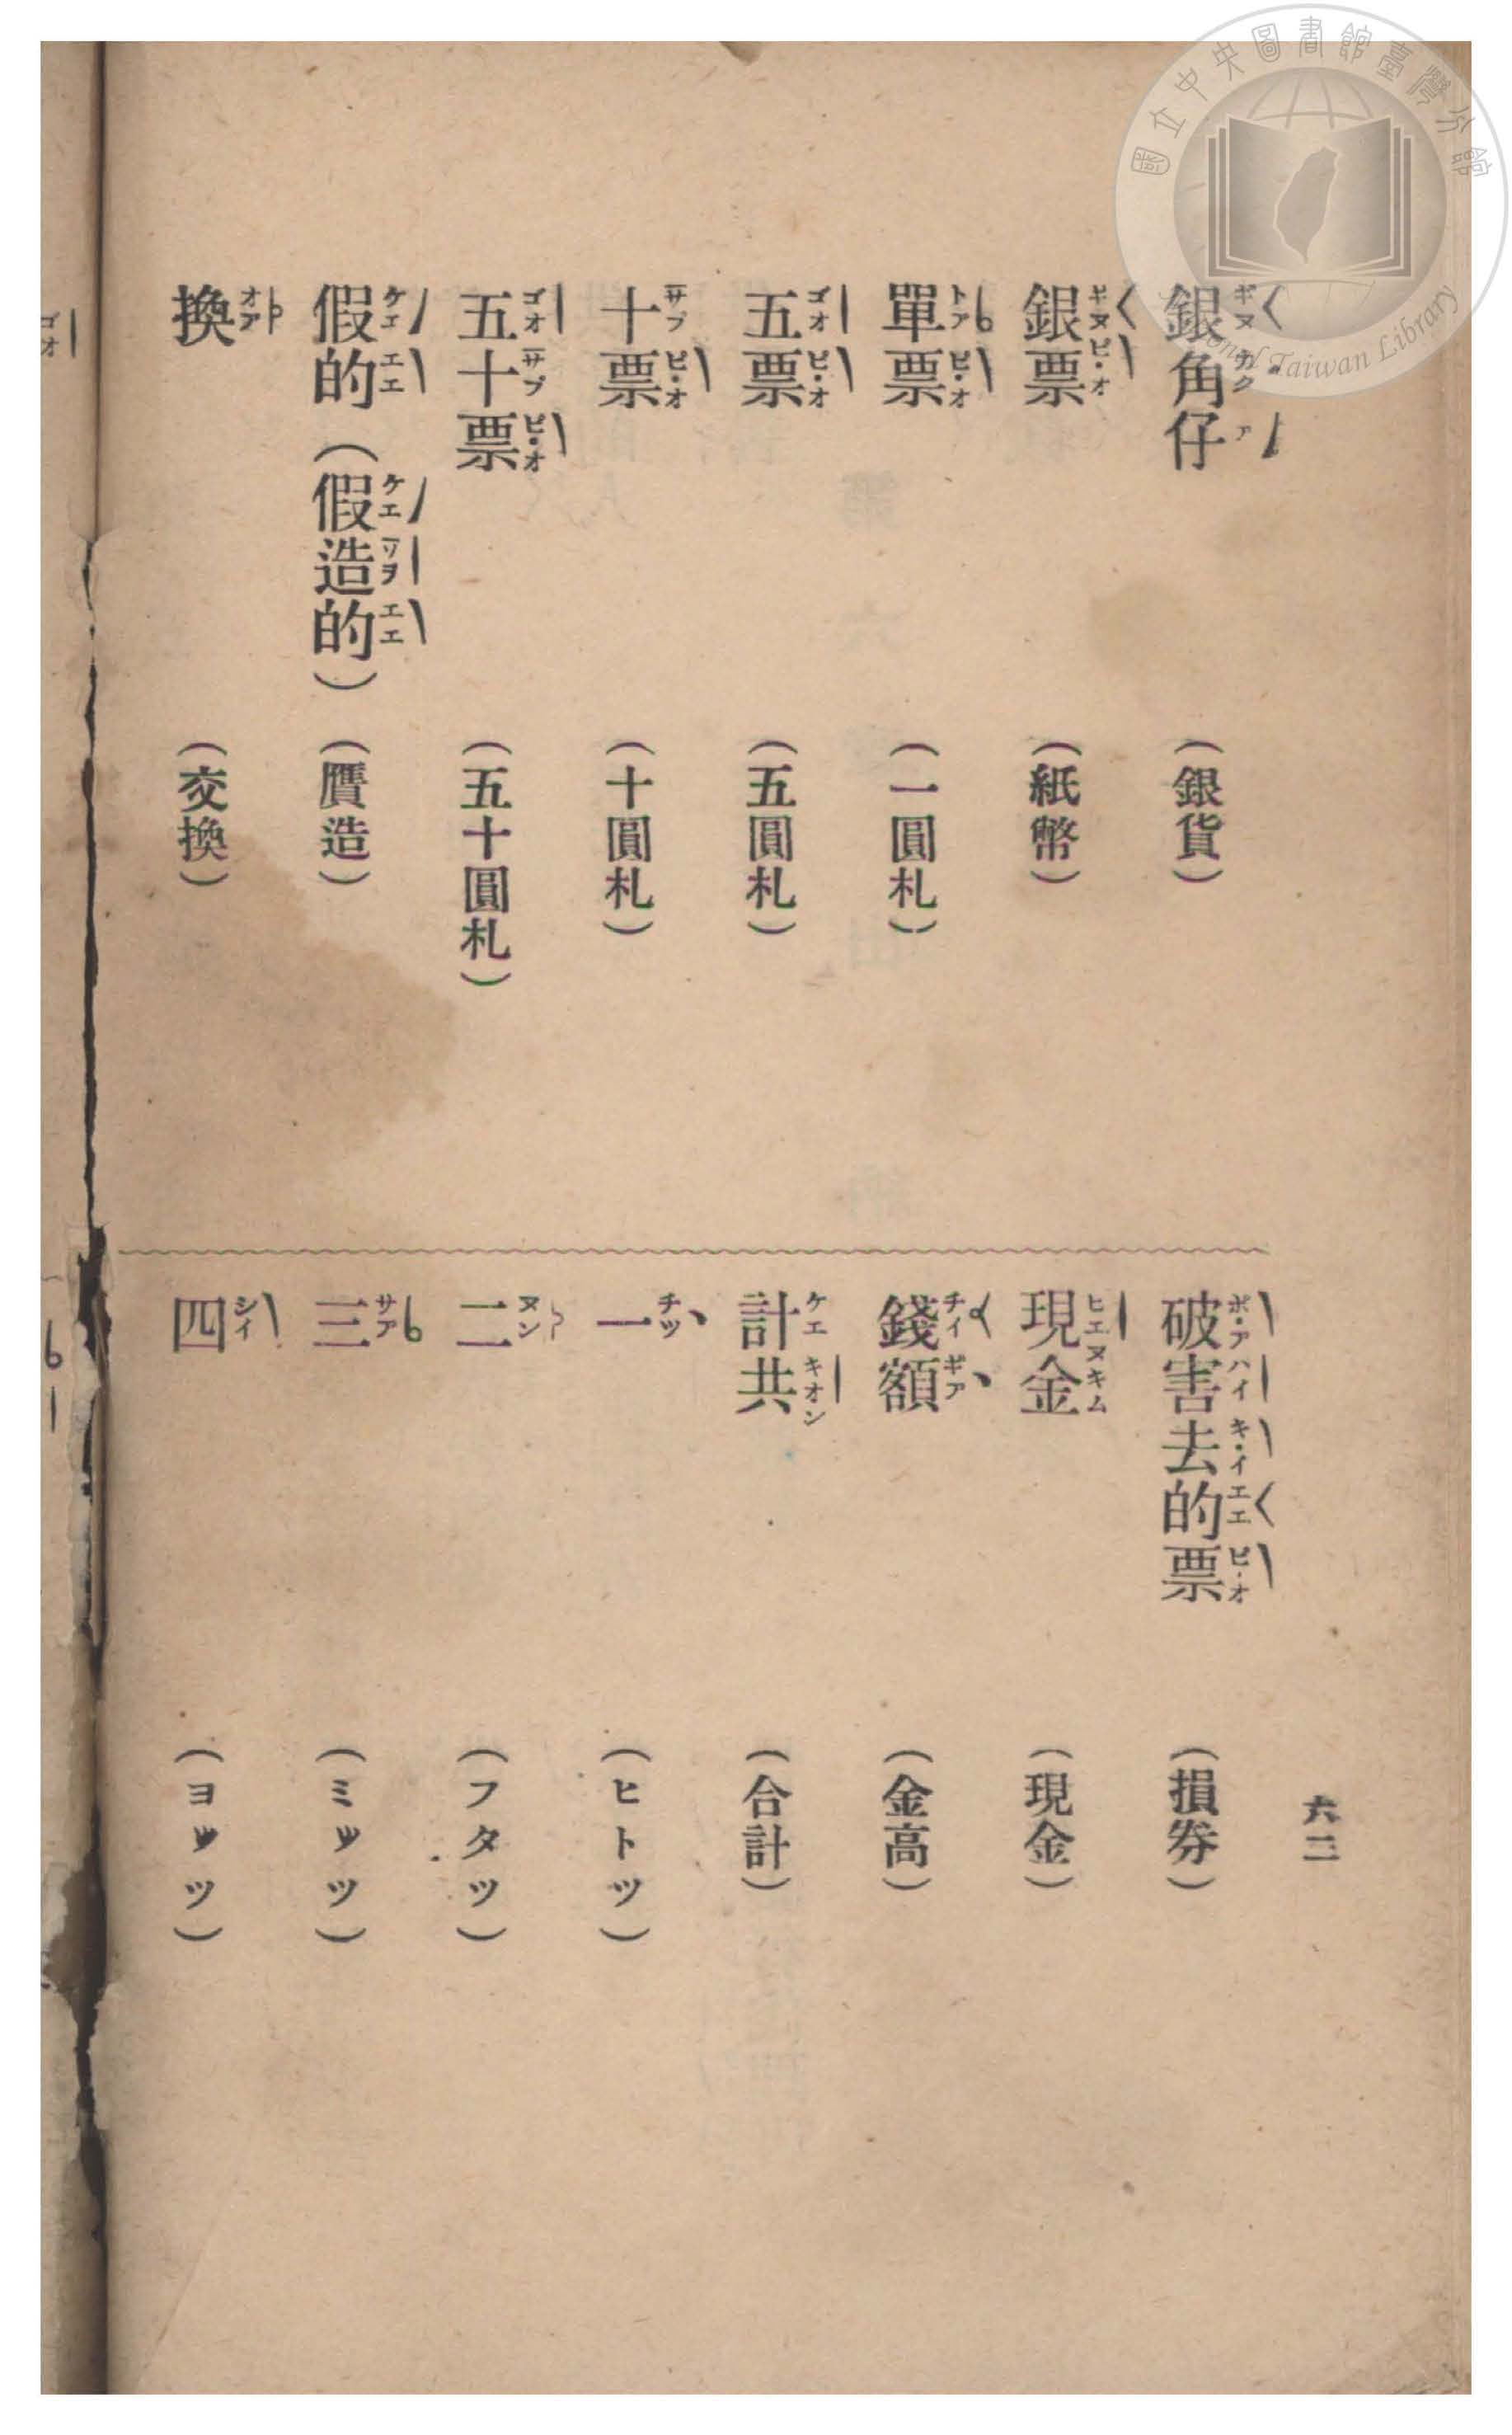 國立中央圖書館臺灣分館
National Taiwan Library
六二
銀角仔（銀貨）
銀票（紙幣）
單票（一圓札）
五票（五圓札）
十票（十圓札）
五十票（五十圓札）
假的（假造的）（贋造）
換（交換）
破害去的票（損券）
現金（現金）
錢額（金高）
計共（合計）
一（ヒトツ）
二（フタツ）
三（ミッツ）
四（ヨッツ）